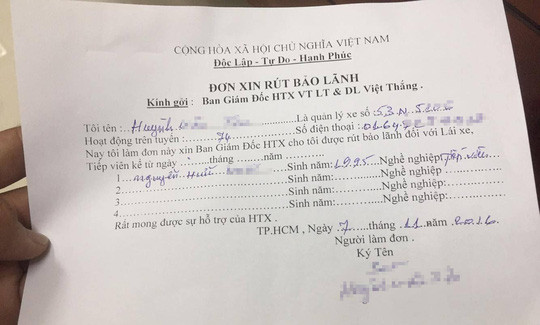 CỘNG HÒA XÃ HỘI CHỦ NGHĨA VIỆT NAM
Độc Lập - Tự Do - Hạnh Phúc
ĐƠN XIN RÚT BẢO LÃNH
Kính gởi : Ban Giám Đốc HTX VT LT & DL Việt Thắng .
Tôi tên :..Huỳnh Là quản lý xe số :53N
Hoạt động trên tuyến :......74........Số điện thoại :
Nay tôi làm đơn này xin Ban Giám Đốc HTX cho tôi được rút bảo lãnh đối với Lái xe,
Tiếp viên kể từ ngày :......tháng ......năm ........
1...Nguyễn Hữu Sinh năm:..1995..Nghề nghiệp:Tiếp viên
2....Sinh năm:........Nghề nghiệp :
3....Sinh năm:........Nghề nghiệp :
4....Sinh năm:........Nghề nghiệp :
Rất mong được sự hỗ trợ của HTX .
TP.HCM , Ngày ..7....tháng ..11..năm ..2016.
Người làm đơn .
Ký Tên